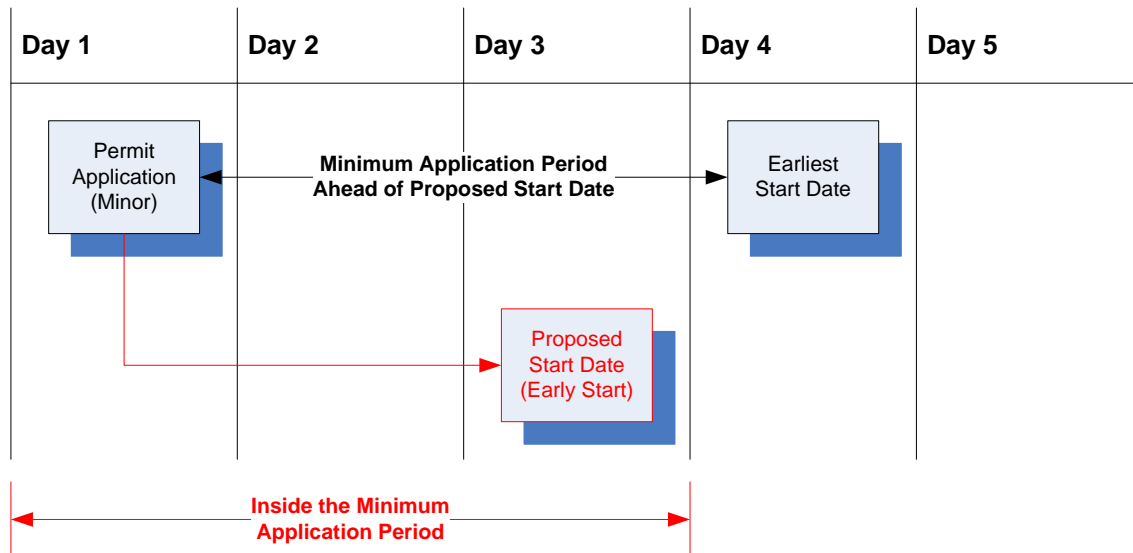 Day 1
Day 2
Day 3
Day 4
Day 5
Permit
Application
(Minor)
Minimum Application Period
Ahead of Proposed Start Date
Earliest
Start Date
Proposed
Start Date
(Early Start)
Inside the Minimum
Application Period